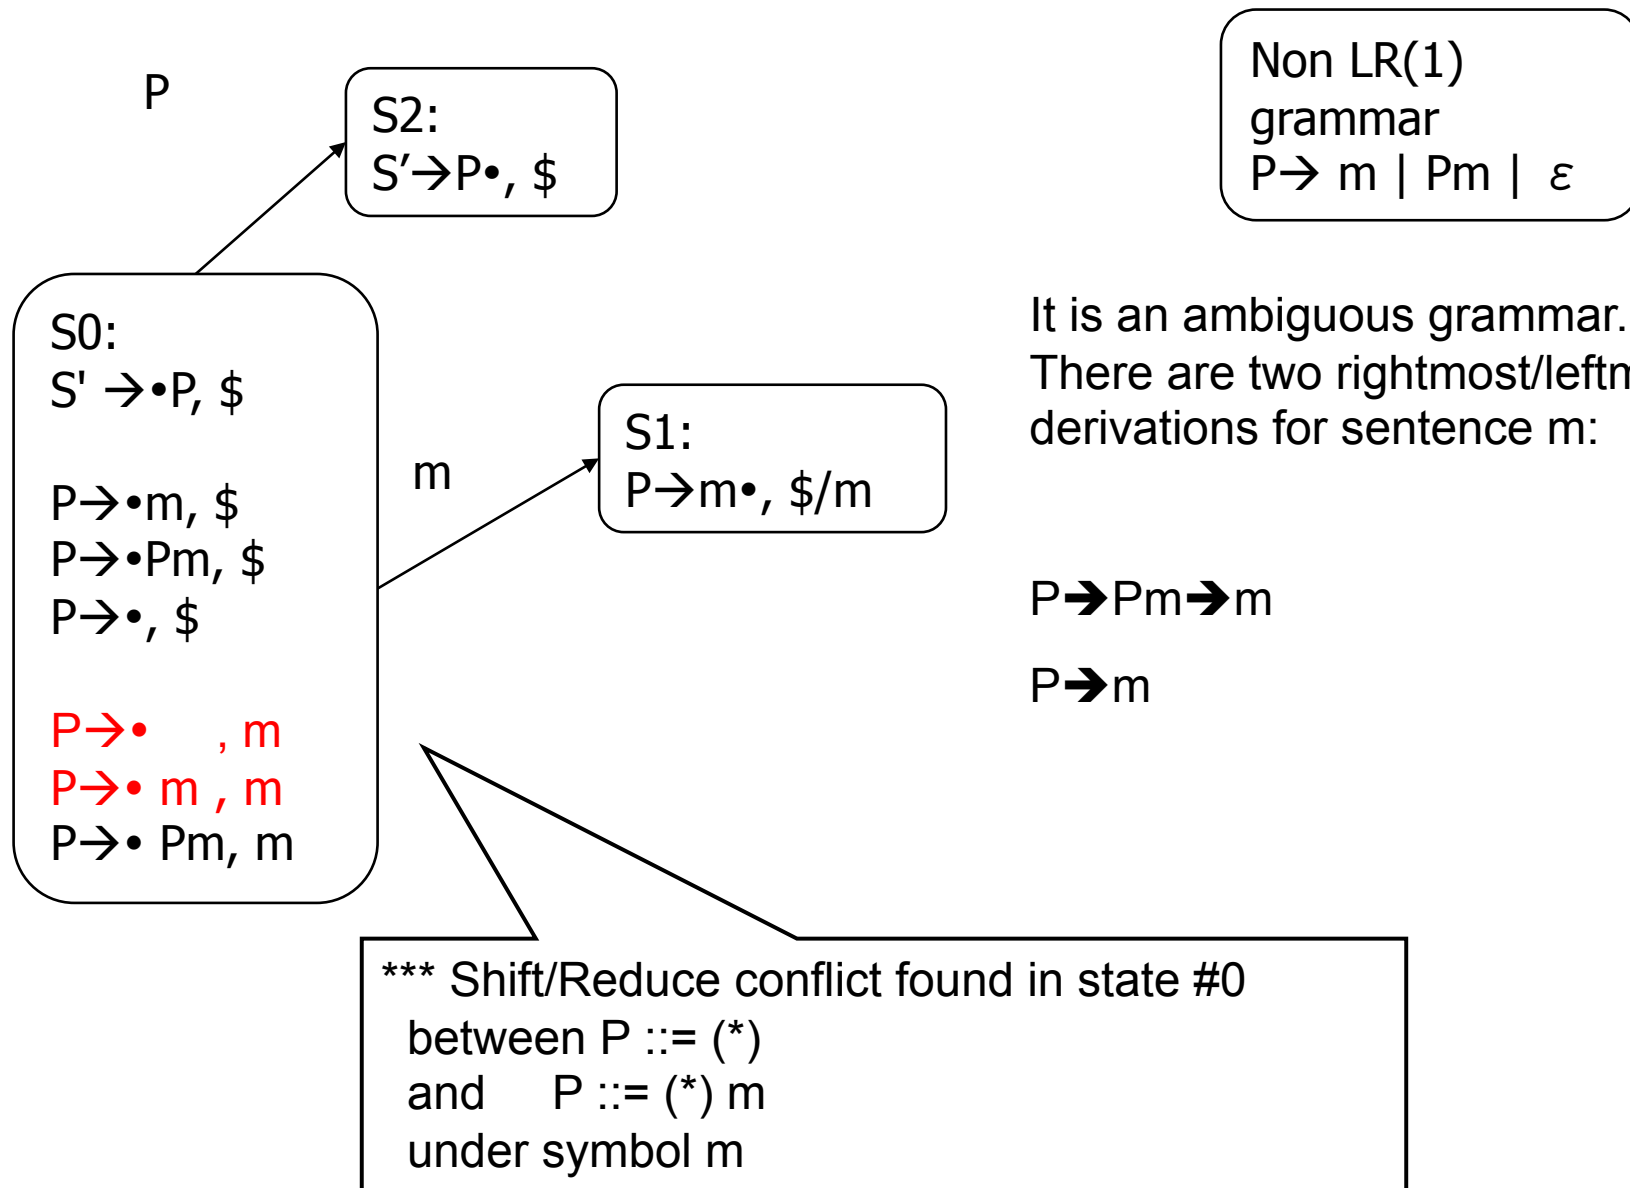 P
S2:
S′→P•, $
Non LR(1)
grammar
P→ m | Pm | ε
S0:
S' →•P, $
P→•m, $
P→•Pm, $
P→•, $
P→• , m
P→• m , m
P→• Pm, m
m
S1:
P→m•, $/m
It is an ambiguous grammar.
There are two rightmost/leftm
derivations for sentence m:
P➔Pm➔m
P➔m
*** Shift/Reduce conflict found in state #0
between P ::= (*)
and P ::= (*) m
under symbol m